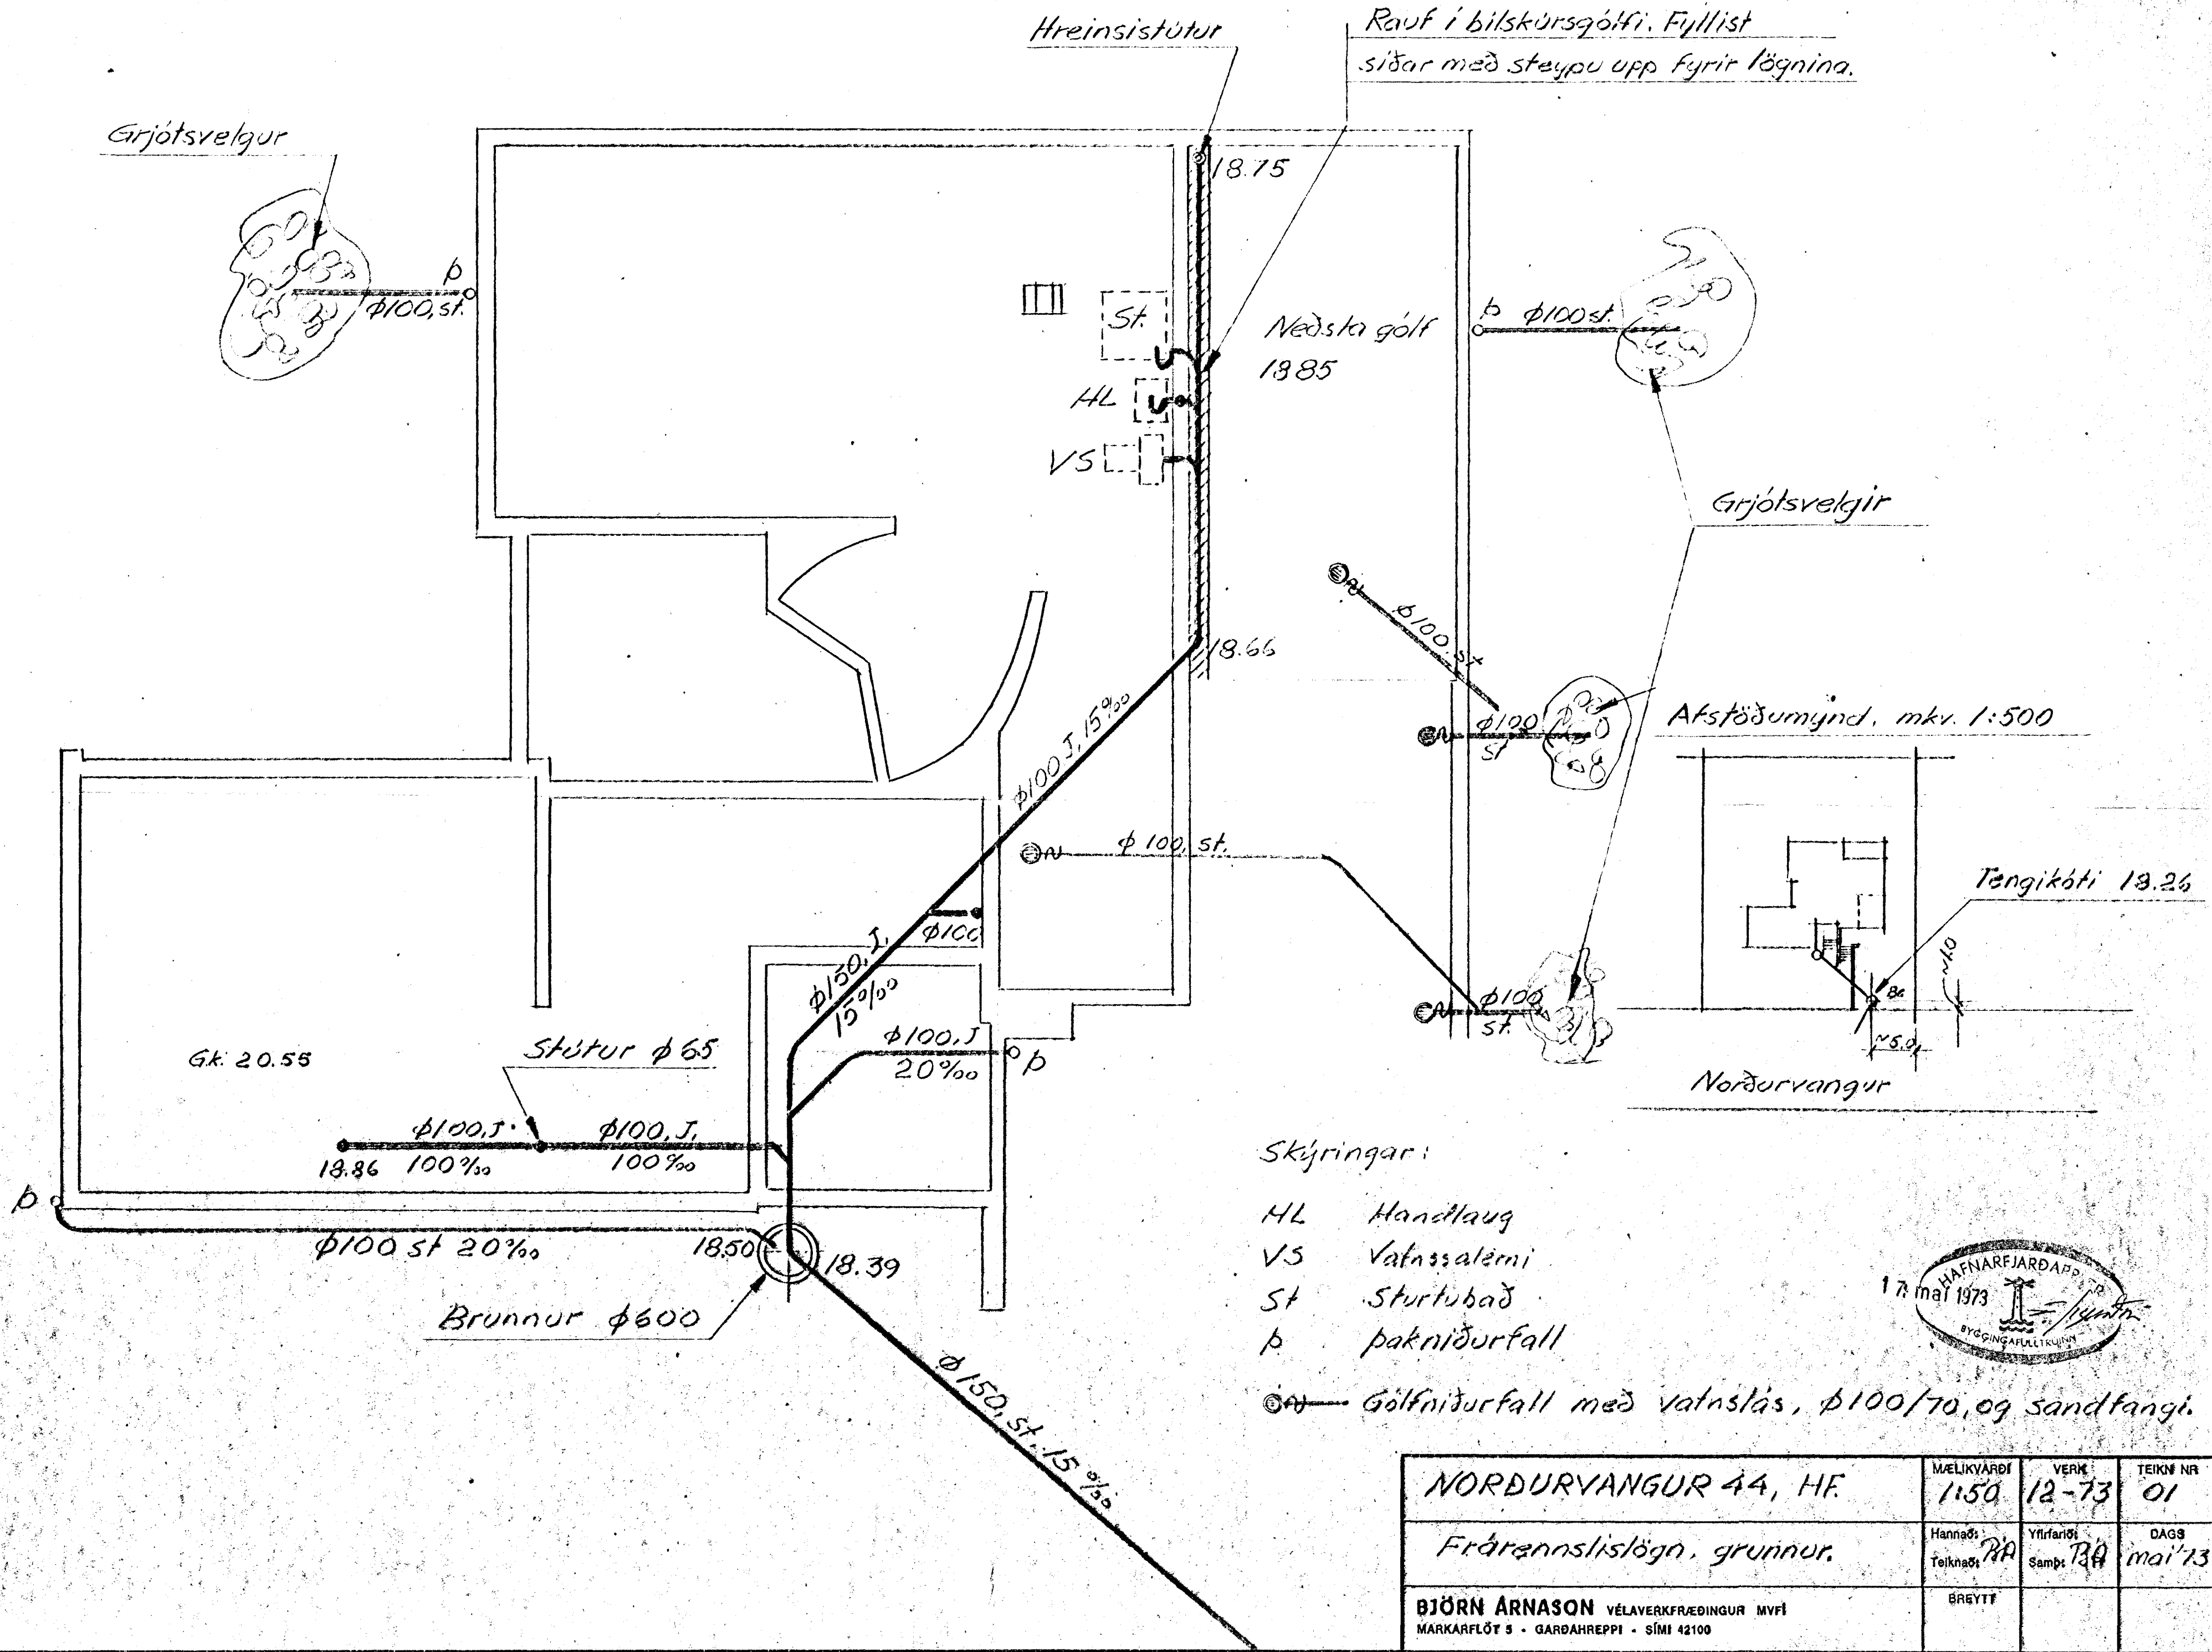 Hreinsistútur
Rauf í bílskúrsgólfi. Fyllist
síðar með steypu upp fyrir lögnina.
Grjótsvelgur
18.75
þ
φ100, st.
St.
Neðsta gólf
18 85
þ φ100 st.
HL
VS
Grjótsvelgir
φ100. st
18.66
φ100
st
Afstöðumynd. mkv. 1:500
φ100 J, 15‰
φ 100, st.
Tengikóti 18.26
φ100
φ150, J.
15‰
~1.0
φ100
st.
~5.0
Norðurvangur
Gk. 20.55
Stútur φ65
φ100, J
20‰
þ
φ100, J.
100‰
φ100, J.
100‰
18.86
þ
φ100 st 20‰
18.50
18.39
Brunnur φ600
φ150, st. 15‰
Skýringar:
HL Handlaug
VS Vatnssalerni
St Sturtubað
þ Þakniðurfall
Gólfniðurfall með vatnslás, φ100/70, og sandfangi.
17. maí 1973
BYGGINGAFULLTRÚINN
NORÐURVANGUR 44, HF.
MÆLIKVARÐI
1:50
VERK
12-73
TEIKN NR
01
Frárennslislögn, grunnur.
Hannað:
Teiknað: BA
Yfirfarið:
Samþ: BA
DAGS
maí '73
BJÖRN ÁRNASON VÉLAVERKFRÆÐINGUR MVFÍ
MARKARFLÖT 5 - GARÐAHREPPI - SÍMI 42100
BREYTT